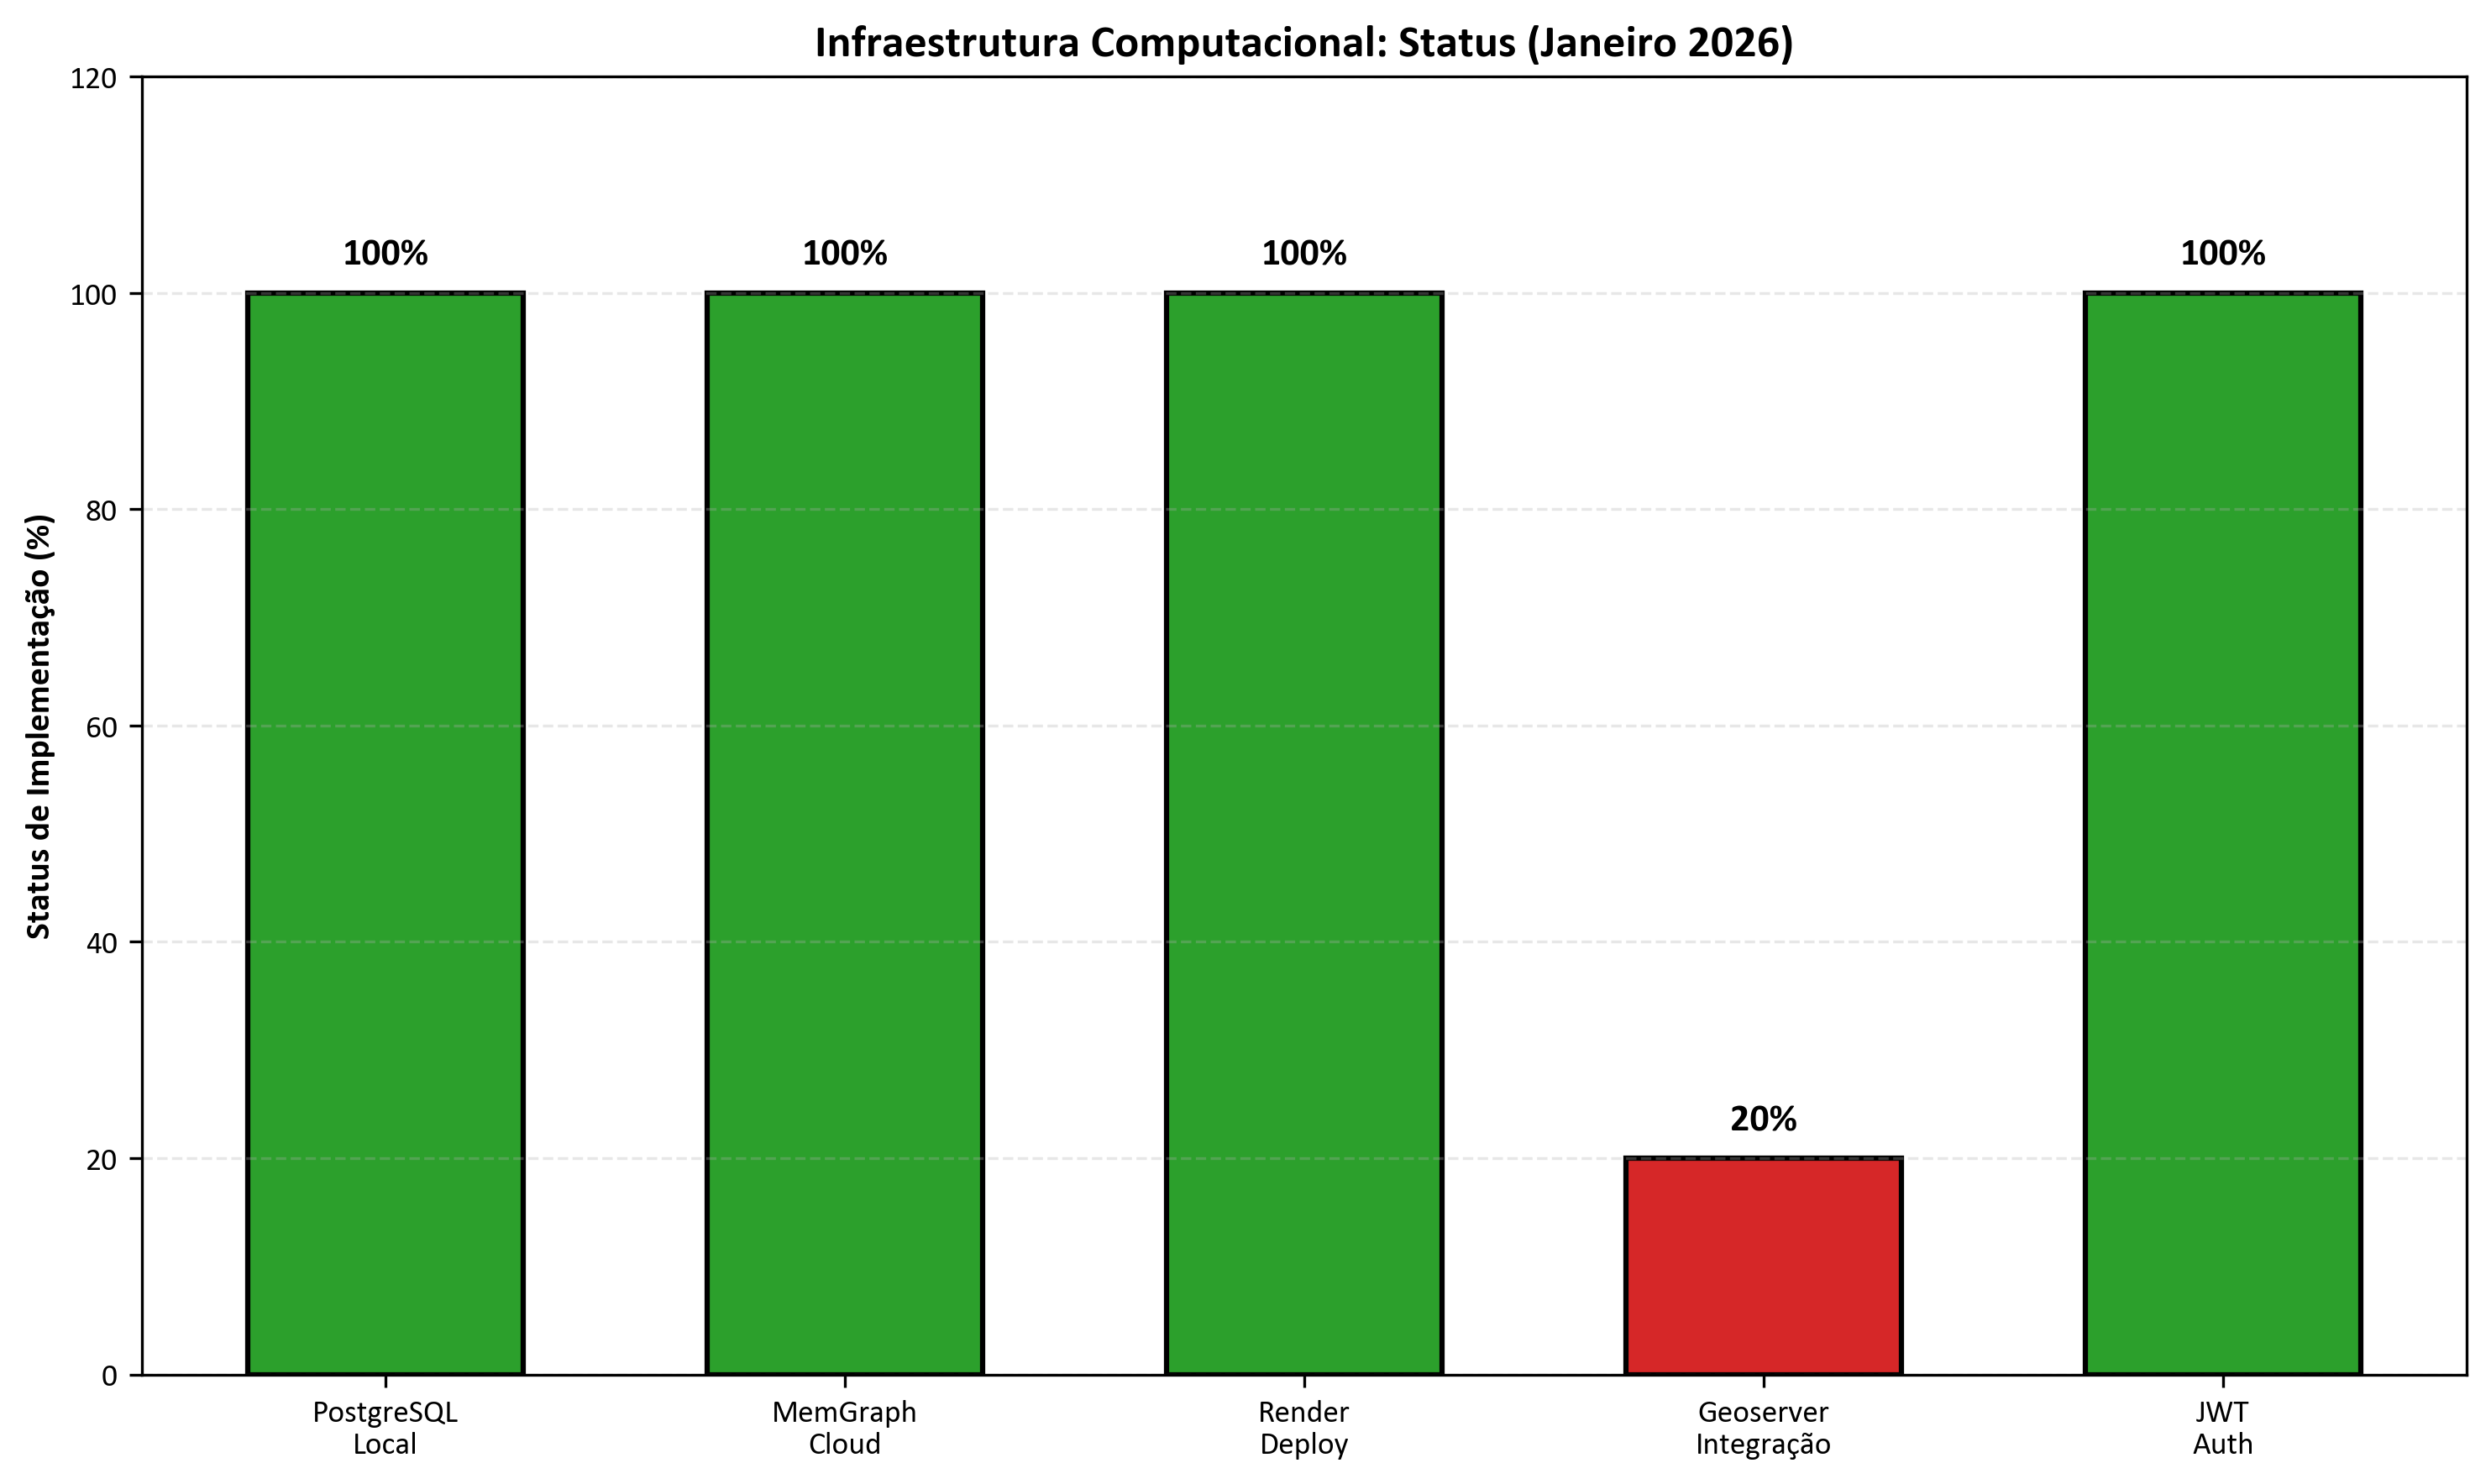 Infraestrutura Computacional: Status (Janeiro 2026)
Status de Implementação (%)
120
100
80
60
40
20
0
100%
100%
100%
20%
100%
PostgreSQL
Local
MemGraph
Cloud
Render
Deploy
Geoserver
Integração
JWT
Auth